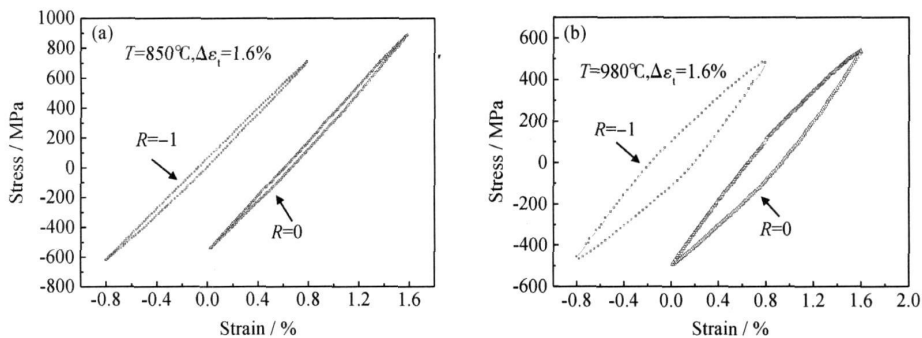 (a)
T=850℃,Δεt=1.6%
R=−1
R=0
Stress / MPa
1000
800
600
400
200
0
-200
-400
-600
-800
-0.8 -0.4 0.0 0.4 0.8 1.2 1.6
Strain / %
(b)
T=980℃,Δεt=1.6%
R=−1
R=0
Stress / MPa
600
400
200
0
-200
-400
-600
-0.8 -0.4 0.0 0.4 0.8 1.2 1.6 2.0
Strain / %